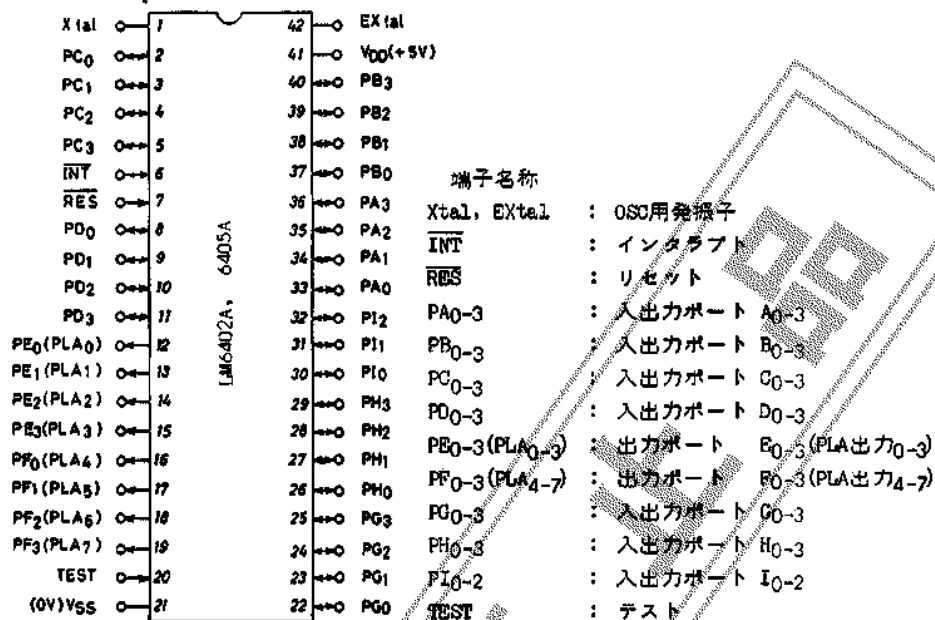 Xtal 1
PC0 2
PC1 3
PC2 4
PC3 5
INT 6
RES 7
PD0 8
PD1 9
PD2 10
PD3 11
PE0(PLA0) 12
PE1(PLA1) 13
PE2(PLA2) 14
PE3(PLA3) 15
PF0(PLA4) 16
PF1(PLA5) 17
PF2(PLA6) 18
PF3(PLA7) 19
TEST 20
(0V)VSS 21
LM6402A, 6405A
42 EXtal
41 VDD(+5V)
40 PB3
39 PB2
38 PB1
37 PB0
36 PA3
35 PA2
34 PA1
33 PA0
32 PI2
31 PI1
30 PI0
29 PH3
28 PH2
27 PH1
26 PH0
25 PG3
24 PG2
23 PG1
22 PG0
端子名称
Xtal, EXtal : OSC用発振子
INT : インタラプト
RES : リセット
PA0-3 : 入出力ポート A0-3
PB0-3 : 入出力ポート B0-3
PC0-3 : 入出力ポート C0-3
PD0-3 : 入出力ポート D0-3
PE0-3(PLA0-3) : 出力ポート E0-3(PLA出力0-3)
PF0-3(PLA4-7) : 出力ポート F0-3(PLA出力4-7)
PG0-3 : 入出力ポート G0-3
PH0-3 : 入出力ポート H0-3
PI0-2 : 入出力ポート I0-2
TEST : テスト